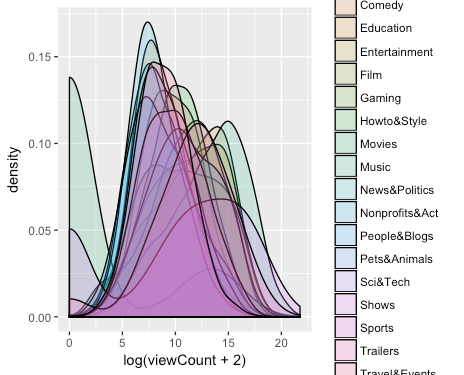 0.15
0.10
0.05
0.00
density
0 5 10 15 20
log(viewCount + 2)
Comedy
Education
Entertainment
Film
Gaming
Howto&Style
Movies
Music
News&Politics
Nonprofits&Act
People&Blogs
Pets&Animals
Sci&Tech
Shows
Sports
Trailers
Travel&Events